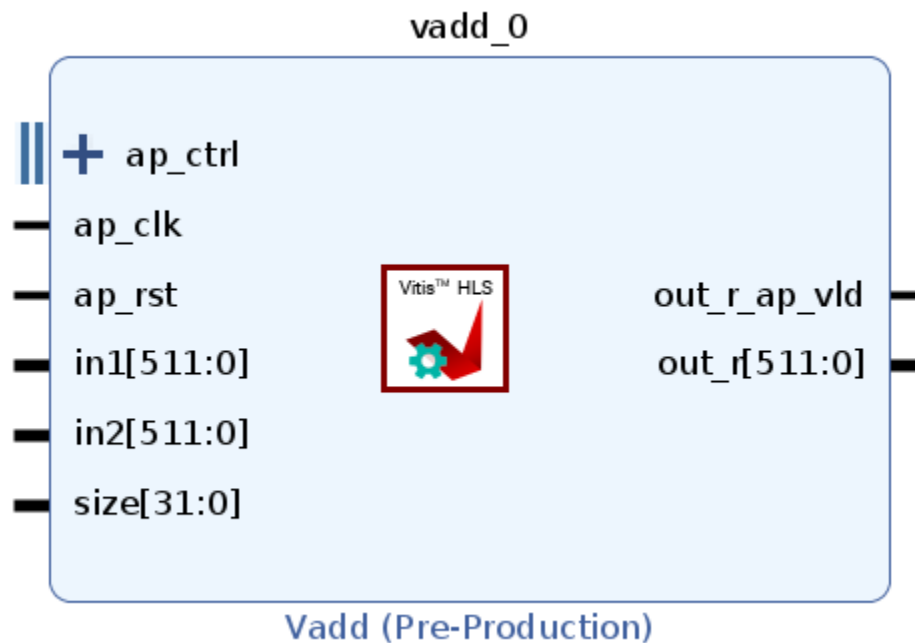 vadd_0
ap_ctrl
ap_clk
ap_rst
in1[511:0]
in2[511:0]
size[31:0]
Vitis™ HLS
out_r_ap_vld
out_r[511:0]
Vadd (Pre-Production)